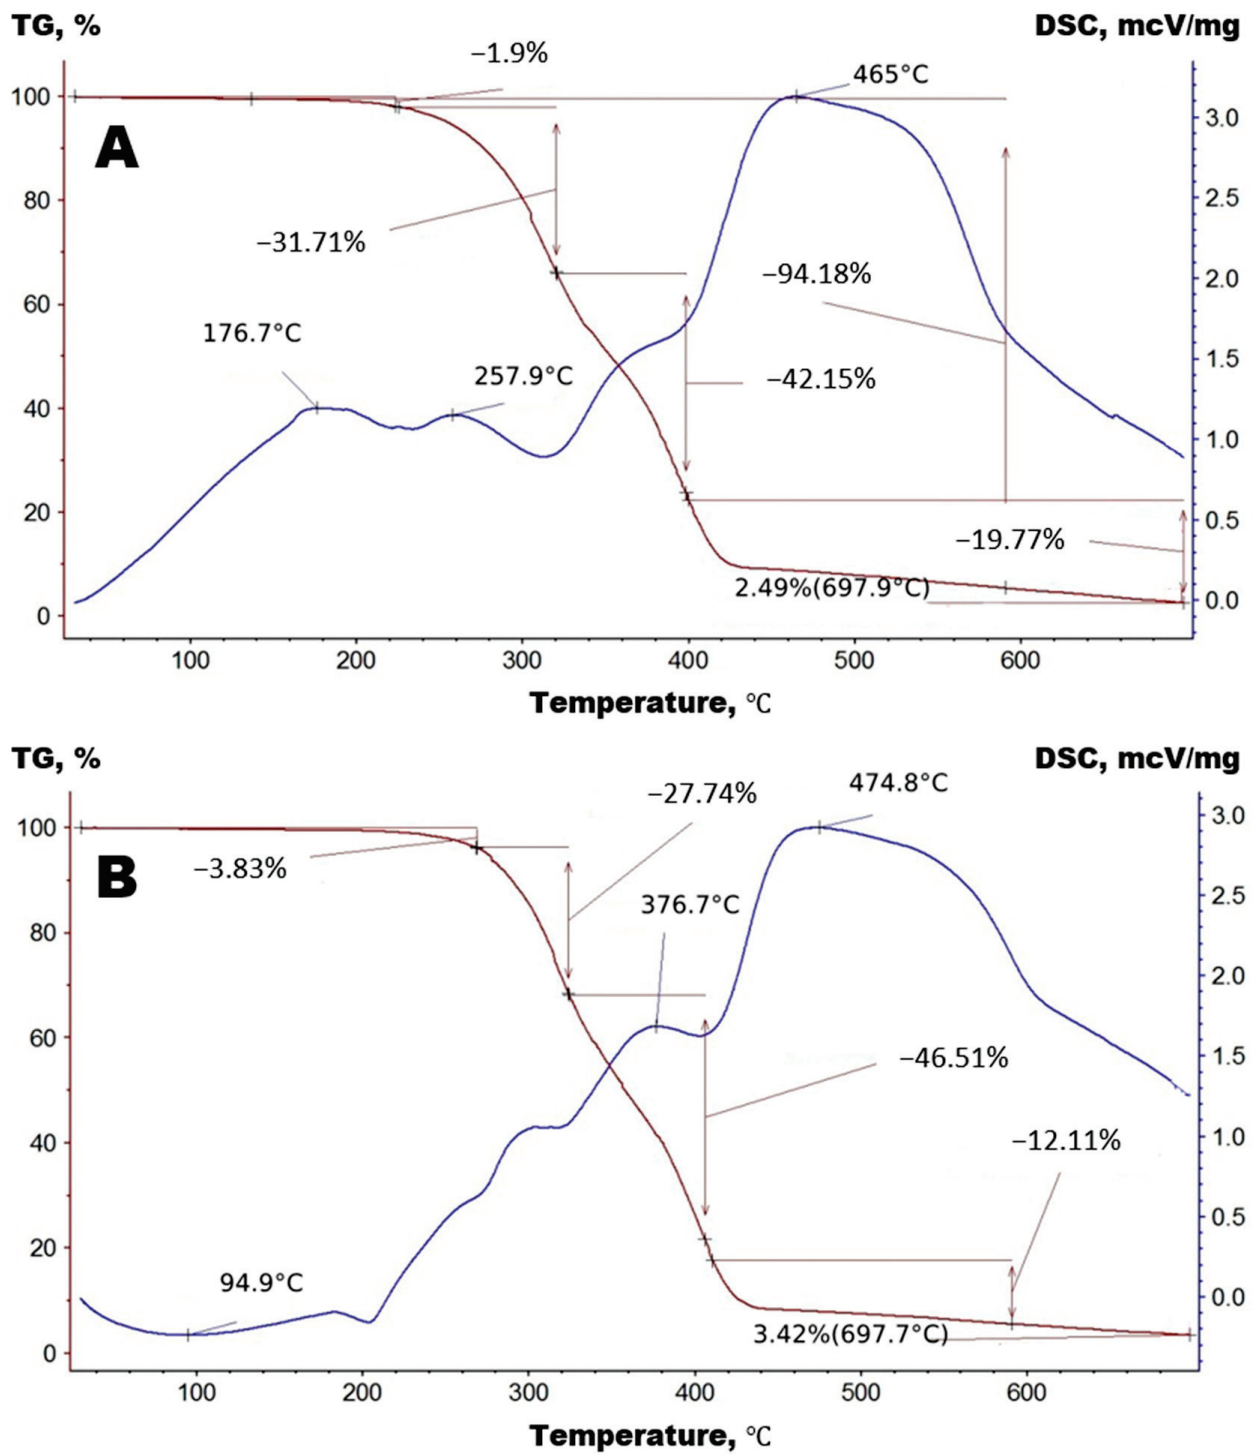 TG, %
DSC, mcV/mg
−1.9%
465°C
100
3.0
A
80
2.5
−31.71%
−94.18%
2.0
60
176.7°C
257.9°C
−42.15%
1.5
40
1.0
20
−19.77%
0.5
2.49%(697.9°C)
0.0
0
100 200 300 400 500 600
Temperature, °C
TG, %
DSC, mcV/mg
−27.74%
474.8°C
100
3.0
−3.83%
B
376.7°C
2.5
80
2.0
60
−46.51%
1.5
40
−12.11%
1.0
20
0.5
94.9°C
0.0
3.42%(697.7°C)
0
100 200 300 400 500 600
Temperature, °C